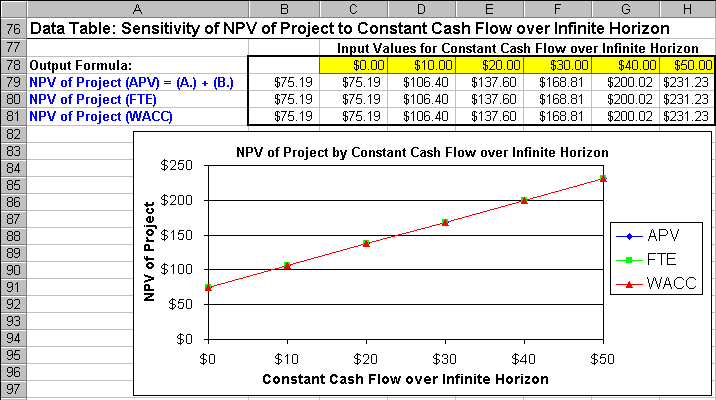 A B C D E F G H
76 Data Table: Sensitivity of NPV of Project to Constant Cash Flow over Infinite Horizon
77 Input Values for Constant Cash Flow over Infinite Horizon
78 Output Formula: $0.00 $10.00 $20.00 $30.00 $40.00 $50.00
79 NPV of Project (APV) = (A.) + (B.) $75.19 $75.19 $106.40 $137.60 $168.81 $200.02 $231.23
80 NPV of Project (FTE) $75.19 $75.19 $106.40 $137.60 $168.81 $200.02 $231.23
81 NPV of Project (WACC) $75.19 $75.19 $106.40 $137.60 $168.81 $200.02 $231.23
82
83 NPV of Project by Constant Cash Flow over Infinite Horizon
84 $250
85
86 $200
87
88 $150
89 NPV of Project
90 $100
91
92 $50
93
94 $0
95 $0 $10 $20 $30 $40 $50
96 Constant Cash Flow over Infinite Horizon
97
APV
FTE
WACC